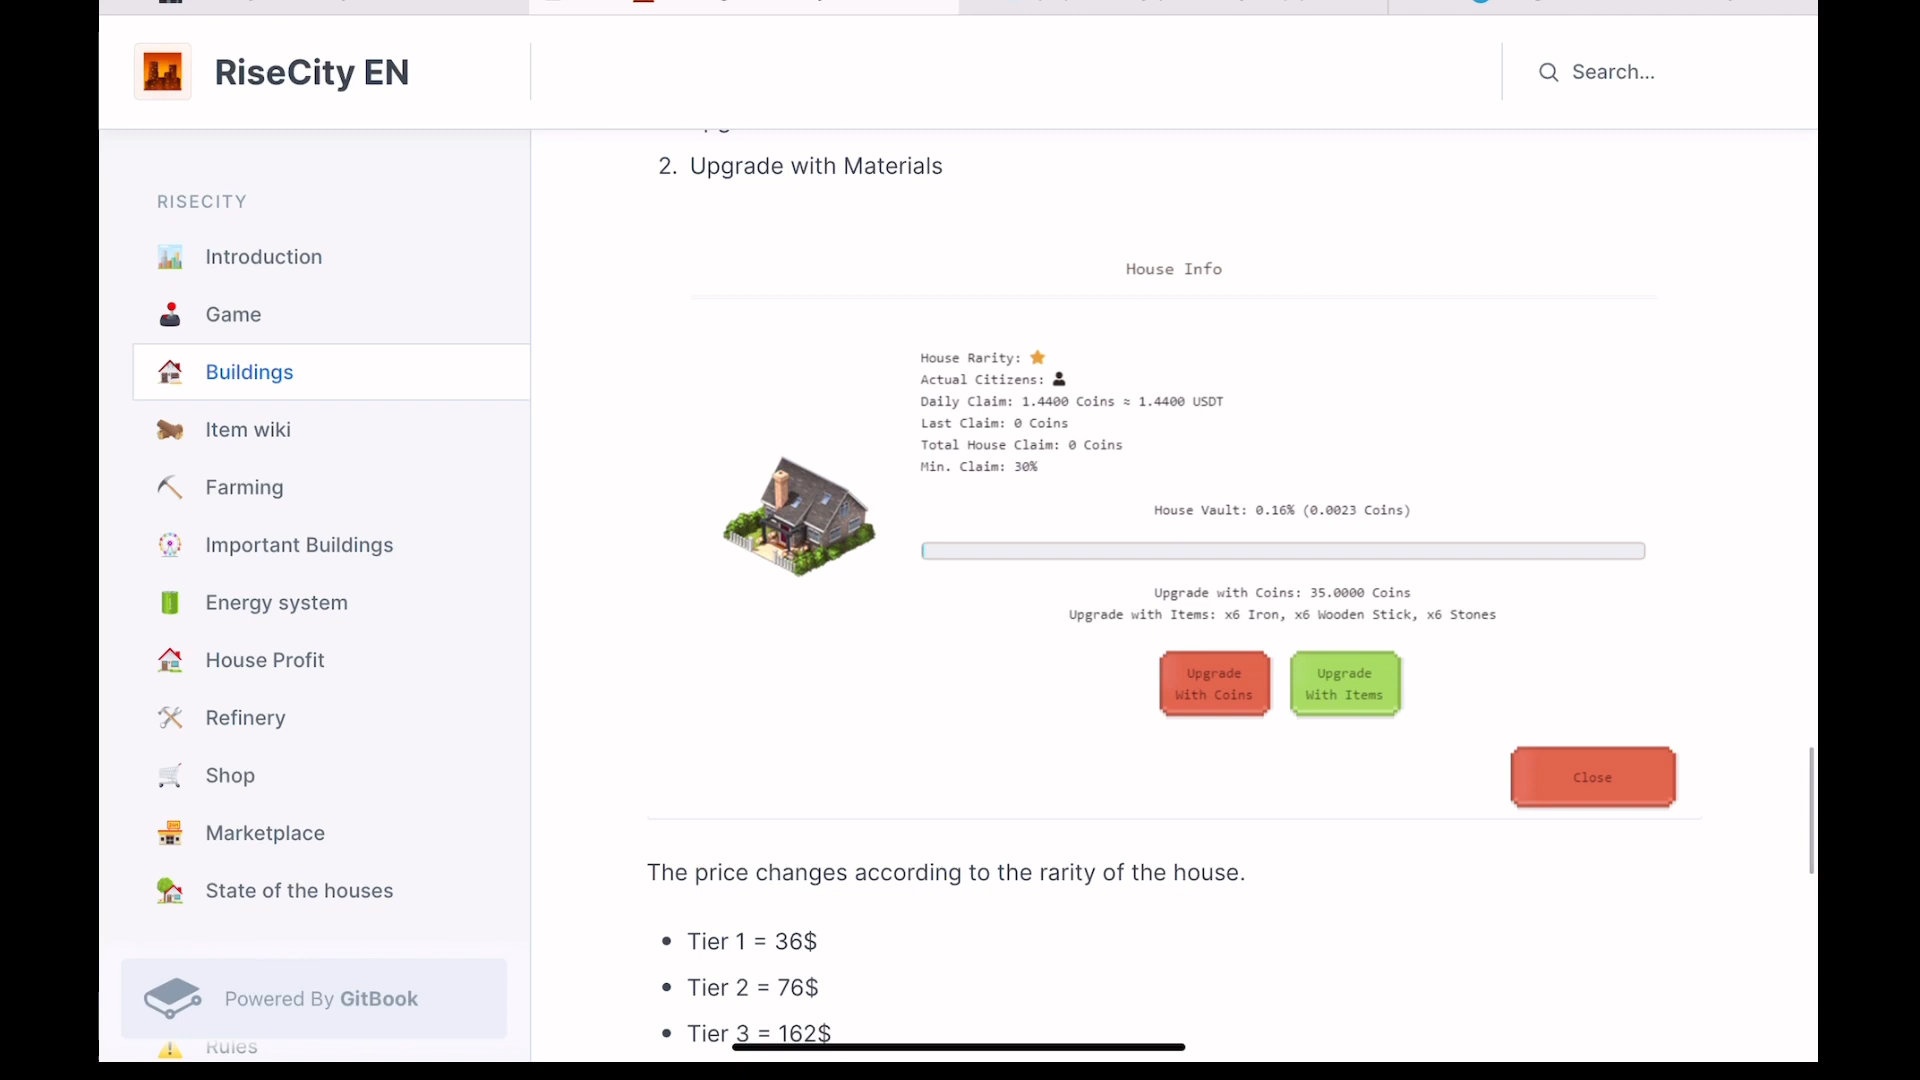 RiseCity EN
Search...
RISECITY
Introduction
Game
Buildings
Item wiki
Farming
Important Buildings
Energy system
House Profit
Refinery
Shop
Marketplace
State of the houses
Powered By GitBook
Rules
2. Upgrade with Materials
House Info
House Rarity:
Actual Citizens:
Daily Claim: 1.4400 Coins ≈ 1.4400 USDT
Last Claim: 0 Coins
Total House Claim: 0 Coins
Min. Claim: 30%
House Vault: 0.16% (0.0023 Coins)
Upgrade with Coins: 35.0000 Coins
Upgrade with Items: x6 Iron, x6 Wooden Stick, x6 Stones
Upgrade
With Coins
Upgrade
With Items
Close
The price changes according to the rarity of the house.
• Tier 1 = 36$
• Tier 2 = 76$
• Tier 3 = 162$